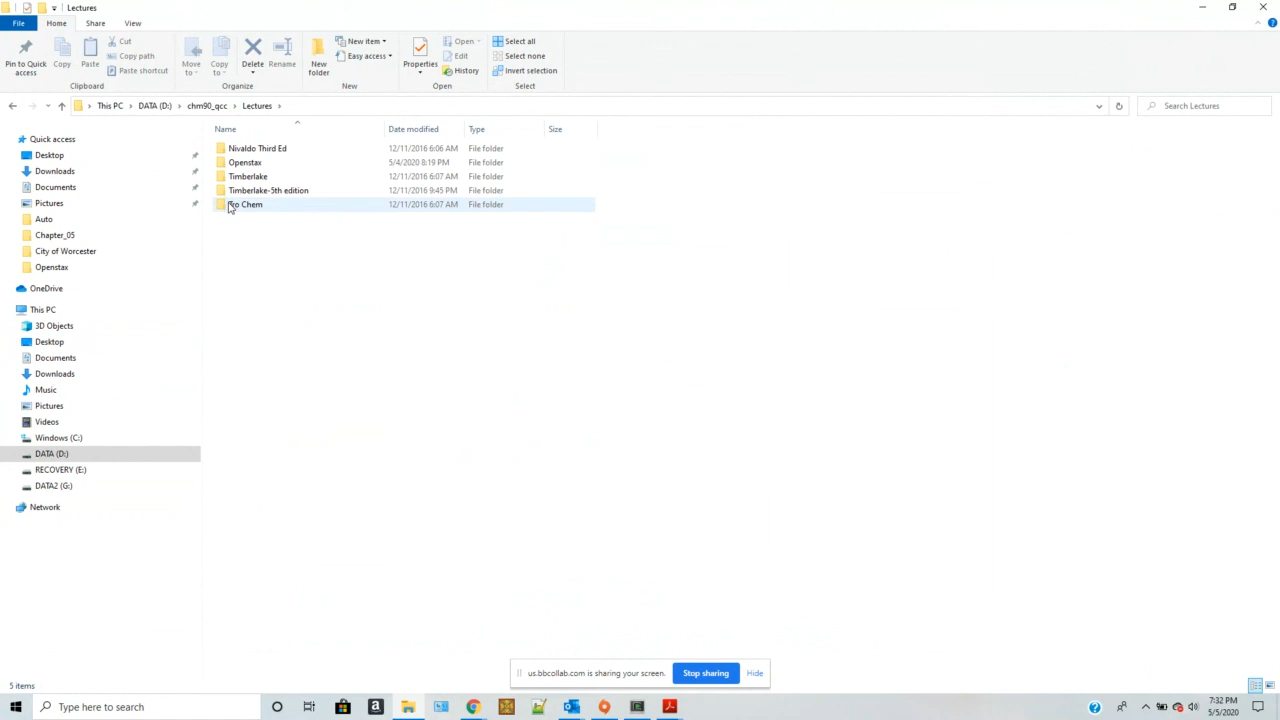 Lectures
File Home Share View
Pin to Quick access
Copy
Paste
Cut
Copy path
Paste shortcut
Move to
Copy to
Delete
Rename
New folder
New item
Easy access
Properties
Open
Edit
History
Select all
Select none
Invert selection
Clipboard Organize New Open Select
This PC DATA (D:) chm90_qcc Lectures
Search Lectures
Name Date modified Type Size
Nivaldo Third Ed 12/11/2016 6:06 AM File folder
Openstax 5/4/2020 8:19 PM File folder
Timberlake 12/11/2016 6:07 AM File folder
Timberlake-5th edition 12/11/2016 9:45 PM File folder
Chem 12/11/2016 6:07 AM File folder
Quick access
Desktop
Downloads
Documents
Pictures
Auto
Chapter_05
City of Worcester
Openstax
OneDrive
This PC
3D Objects
Desktop
Documents
Downloads
Music
Pictures
Videos
Windows (C:)
DATA (D:)
RECOVERY (E:)
DATA2 (G:)
Network
us.bbcollab.com is sharing your screen. Stop sharing Hide
5 items
Type here to search
7:32 PM
5/5/2020